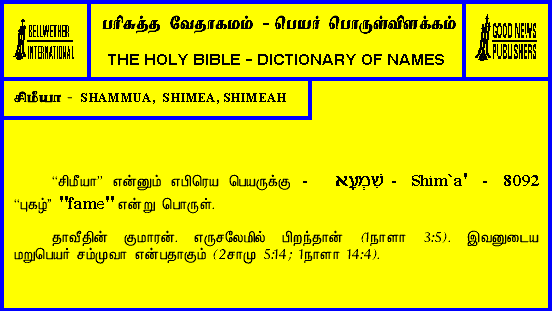 BELLWETHER
INTERNATIONAL
பரிசுத்த வேதாகமம் - பெயர் பொருள்விளக்கம்
THE HOLY BIBLE - DICTIONARY OF NAMES
GOOD NEWS
PUBLISHERS
சிமீயா - SHAMMUA, SHIMEA, SHIMEAH
“சிமீயா” என்னும் எபிரெய பெயருக்கு - שִׁמְעָא - Shim`a' - 8092
“புகழ்” "fame" என்று பொருள்.
தாவீதின் குமாரன். எருசலேமில் பிறந்தான் (1நாளா 3:5). இவனுடைய
மறுபெயர் சம்முவா என்பதாகும் (2சாமு 5:14; 1நாளா 14:4).